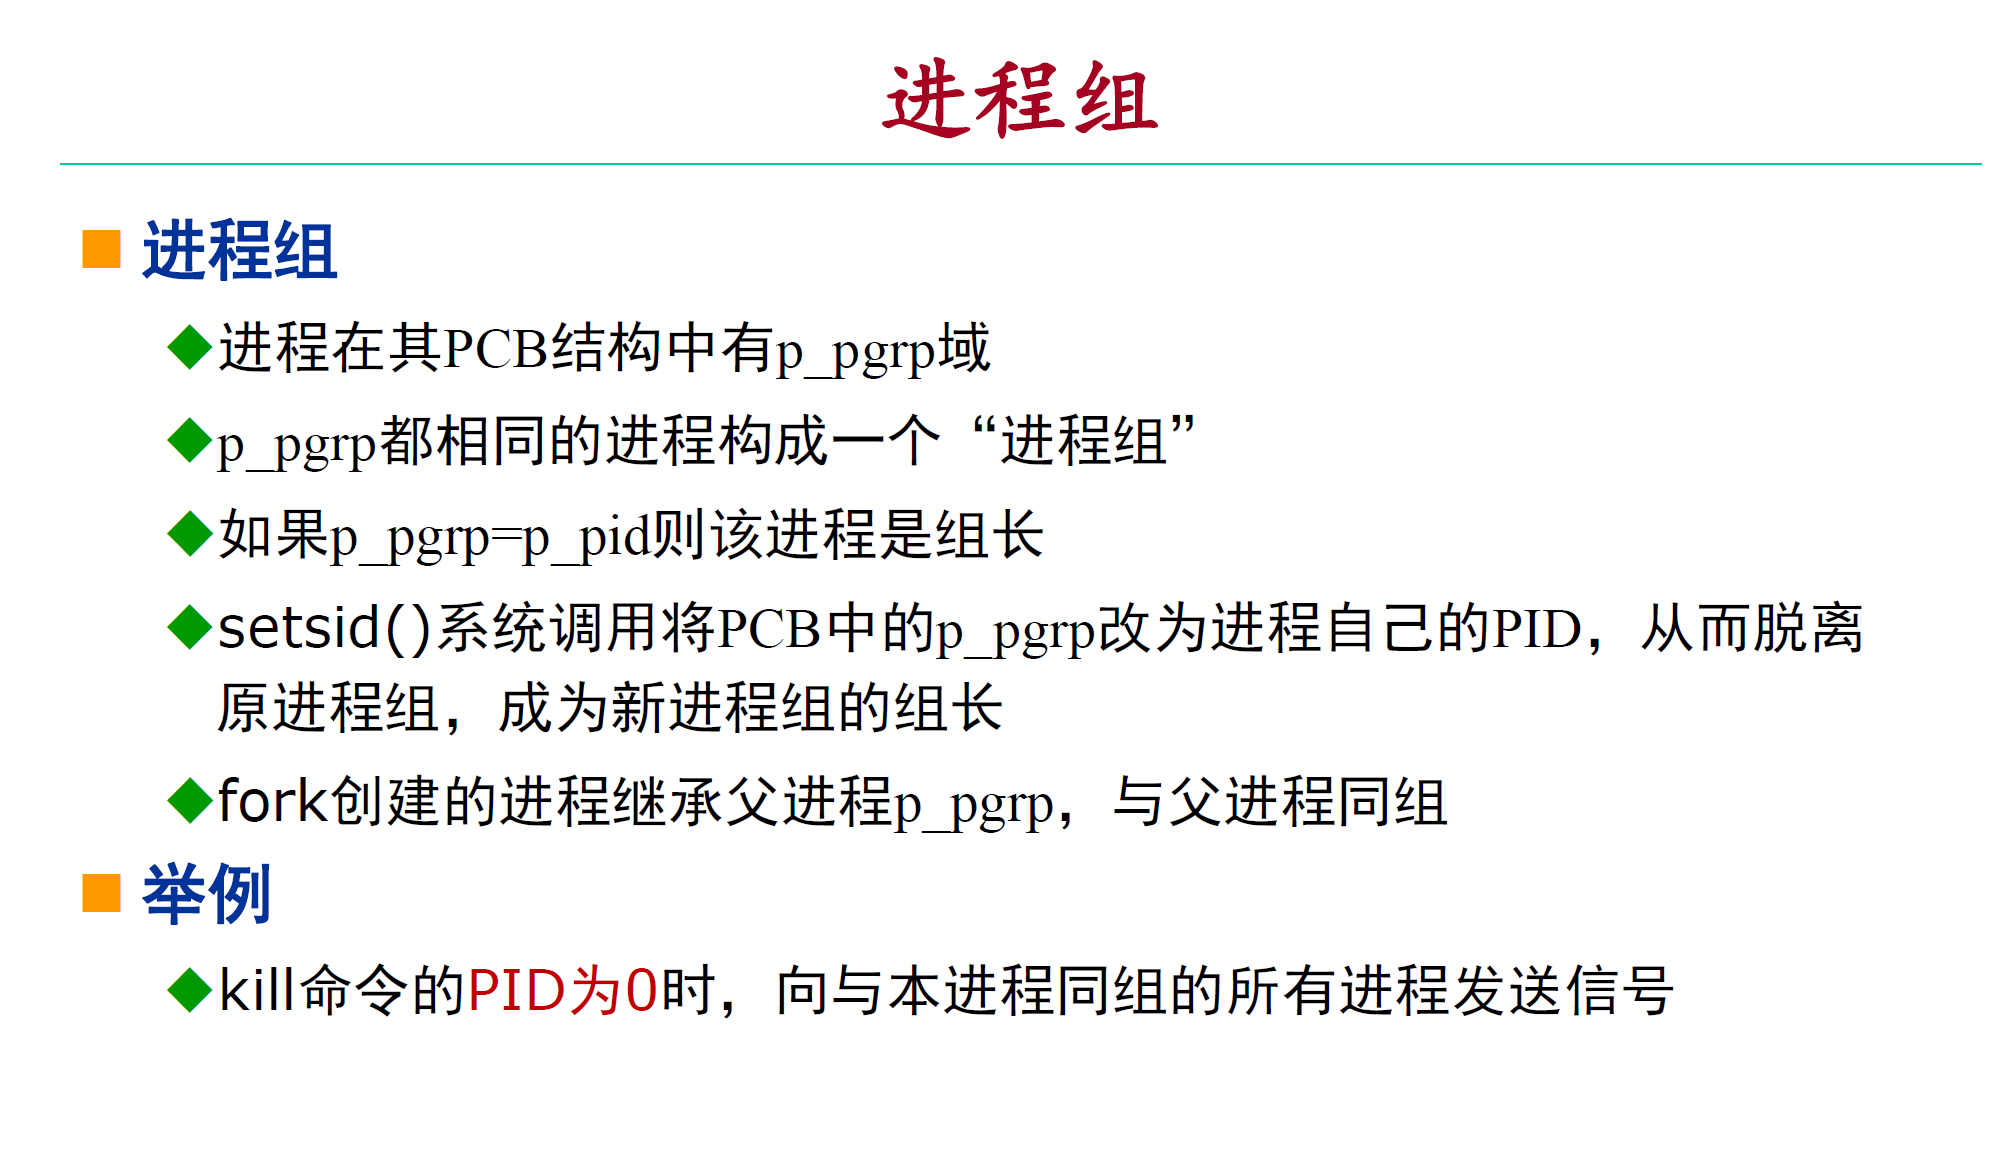 进程组
进程组
进程在其PCB结构中有p_pgrp域
p_pgrp都相同的进程构成一个“进程组”
如果p_pgrp=p_pid则该进程是组长
setsid()系统调用将PCB中的p_pgrp改为进程自己的PID，从而脱离
原进程组，成为新进程组的组长
fork创建的进程继承父进程p_pgrp，与父进程同组
举例
kill命令的PID为0时，向与本进程同组的所有进程发送信号